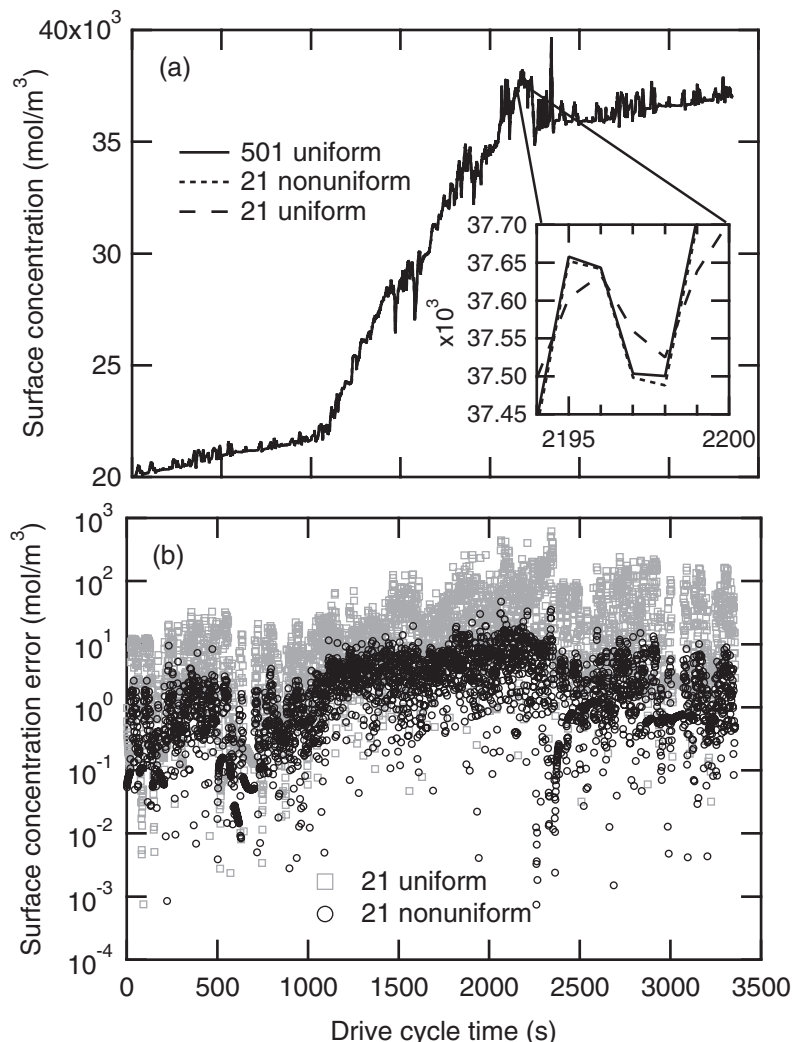 40x10³
(a)
35
501 uniform
21 nonuniform
21 uniform
30
25
20
Surface concentration (mol/m³)
37.70
37.65
37.60
37.55
37.50
37.45
x10³
2195
2200
(b)
10³
10²
10¹
10⁰
10⁻¹
10⁻²
10⁻³
10⁻⁴
Surface concentration error (mol/m³)
21 uniform
21 nonuniform
0 500 1000 1500 2000 2500 3000 3500
Drive cycle time (s)